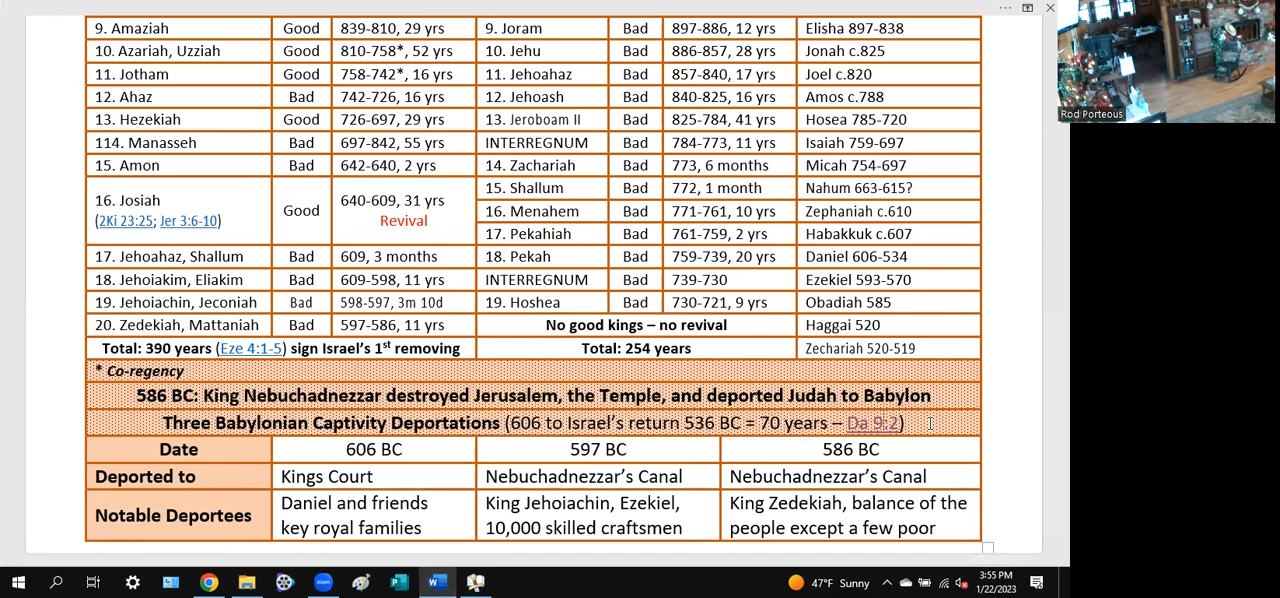 9. Amaziah Good 839-810, 29 yrs 9. Joram Bad 897-886, 12 yrs Elisha 897-838
10. Azariah, Uzziah Good 810-758*, 52 yrs 10. Jehu Bad 886-857, 28 yrs Jonah c.825
11. Jotham Good 758-742*, 16 yrs 11. Jehoahaz Bad 857-840, 17 yrs Joel c.820
12. Ahaz Bad 742-726, 16 yrs 12. Jehoash Bad 840-825, 16 yrs Amos c.788
13. Hezekiah Good 726-697, 29 yrs 13. Jeroboam II Bad 825-784, 41 yrs Hosea 785-720
114. Manasseh Bad 697-842, 55 yrs INTERREGNUM Bad 784-773, 11 yrs Isaiah 759-697
15. Amon Bad 642-640, 2 yrs 14. Zachariah Bad 773, 6 months Micah 754-697
15. Shallum Bad 772, 1 month Nahum 663-615?
16. Josiah Good 640-609, 31 yrs 16. Menahem Bad 771-761, 10 yrs Zephaniah c.610
(2Ki 23:25; Jer 3:6-10) Revival
17. Pekahiah Bad 761-759, 2 yrs Habakkuk c.607
17. Jehoahaz, Shallum Bad 609, 3 months 18. Pekah Bad 759-739, 20 yrs Daniel 606-534
18. Jehoiakim, Eliakim Bad 609-598, 11 yrs INTERREGNUM Bad 739-730 Ezekiel 593-570
19. Jehoiachin, Jeconiah Bad 598-597, 3m 10d 19. Hoshea Bad 730-721, 9 yrs Obadiah 585
20. Zedekiah, Mattaniah Bad 597-586, 11 yrs No good kings – no revival Haggai 520
Total: 390 years (Eze 4:1-5) sign Israel's 1st removing Total: 254 years Zechariah 520-519
* Co-regency
586 BC: King Nebuchadnezzar destroyed Jerusalem, the Temple, and deported Judah to Babylon
Three Babylonian Captivity Deportations (606 to Israel's return 536 BC = 70 years – Da 9:2)
Date 606 BC 597 BC 586 BC
Deported to Kings Court Nebuchadnezzar's Canal Nebuchadnezzar's Canal
Notable Deportees Daniel and friends King Jehoiachin, Ezekiel, King Zedekiah, balance of the
key royal families 10,000 skilled craftsmen people except a few poor
Rod Porteous
zoom
47°F Sunny
3:55 PM
1/22/2023